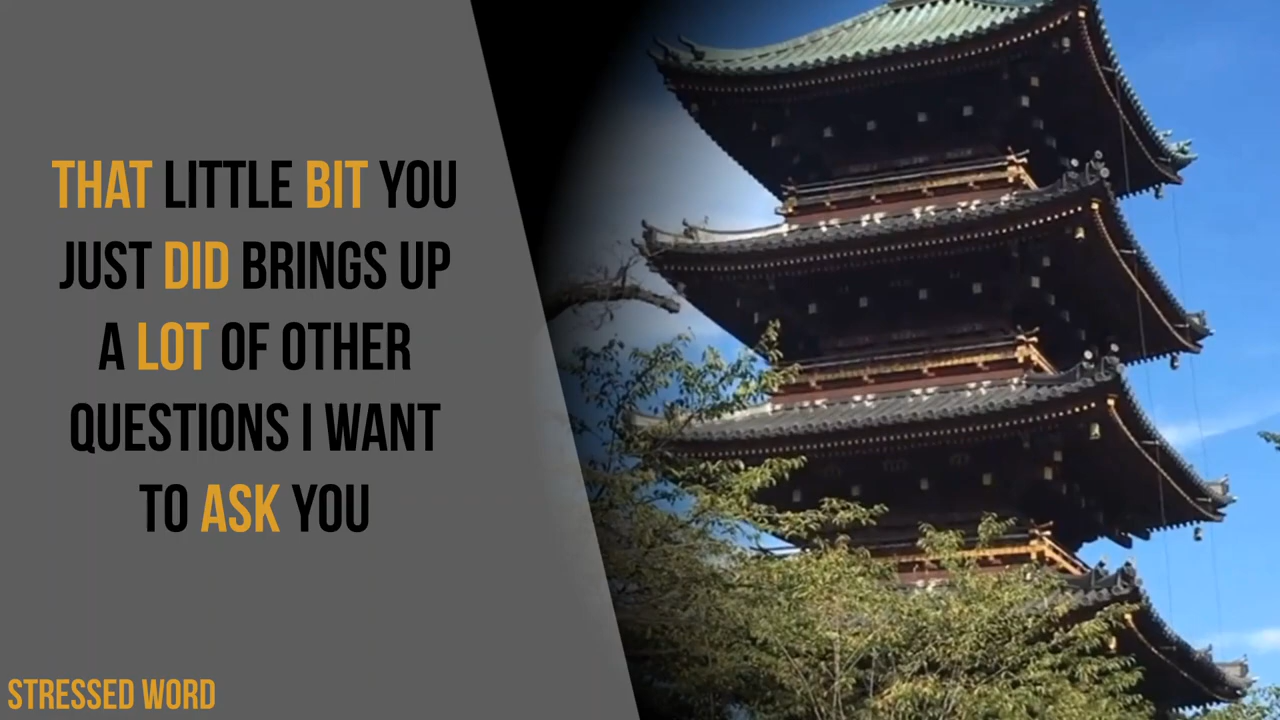 THAT LITTLE BIT YOU
JUST DID BRINGS UP
A LOT OF OTHER
QUESTIONS I WANT
TO ASK YOU
STRESSED WORD